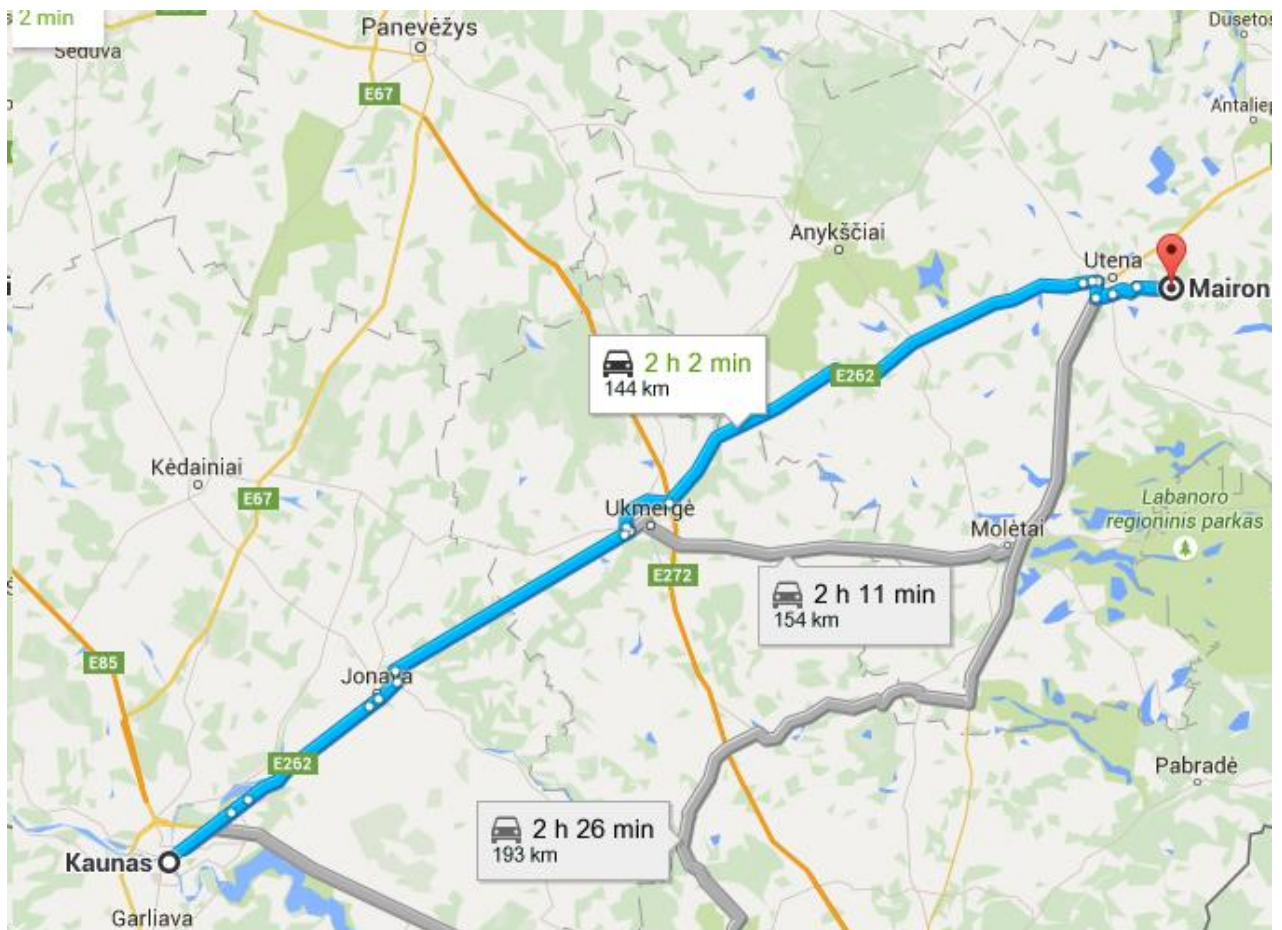 2 min
Panevėžys
Šeduva
Dusetos
E67
Antaliep
Anykščiai
Utena
Mairon
2 h 2 min
144 km
E262
Kėdainiai
E67
Ukmergė
Labanoro
regioninis parkas
Molėtai
E272
2 h 11 min
154 km
E85
Jonava
E262
Pabradė
2 h 26 min
193 km
Kaunas
Garliava